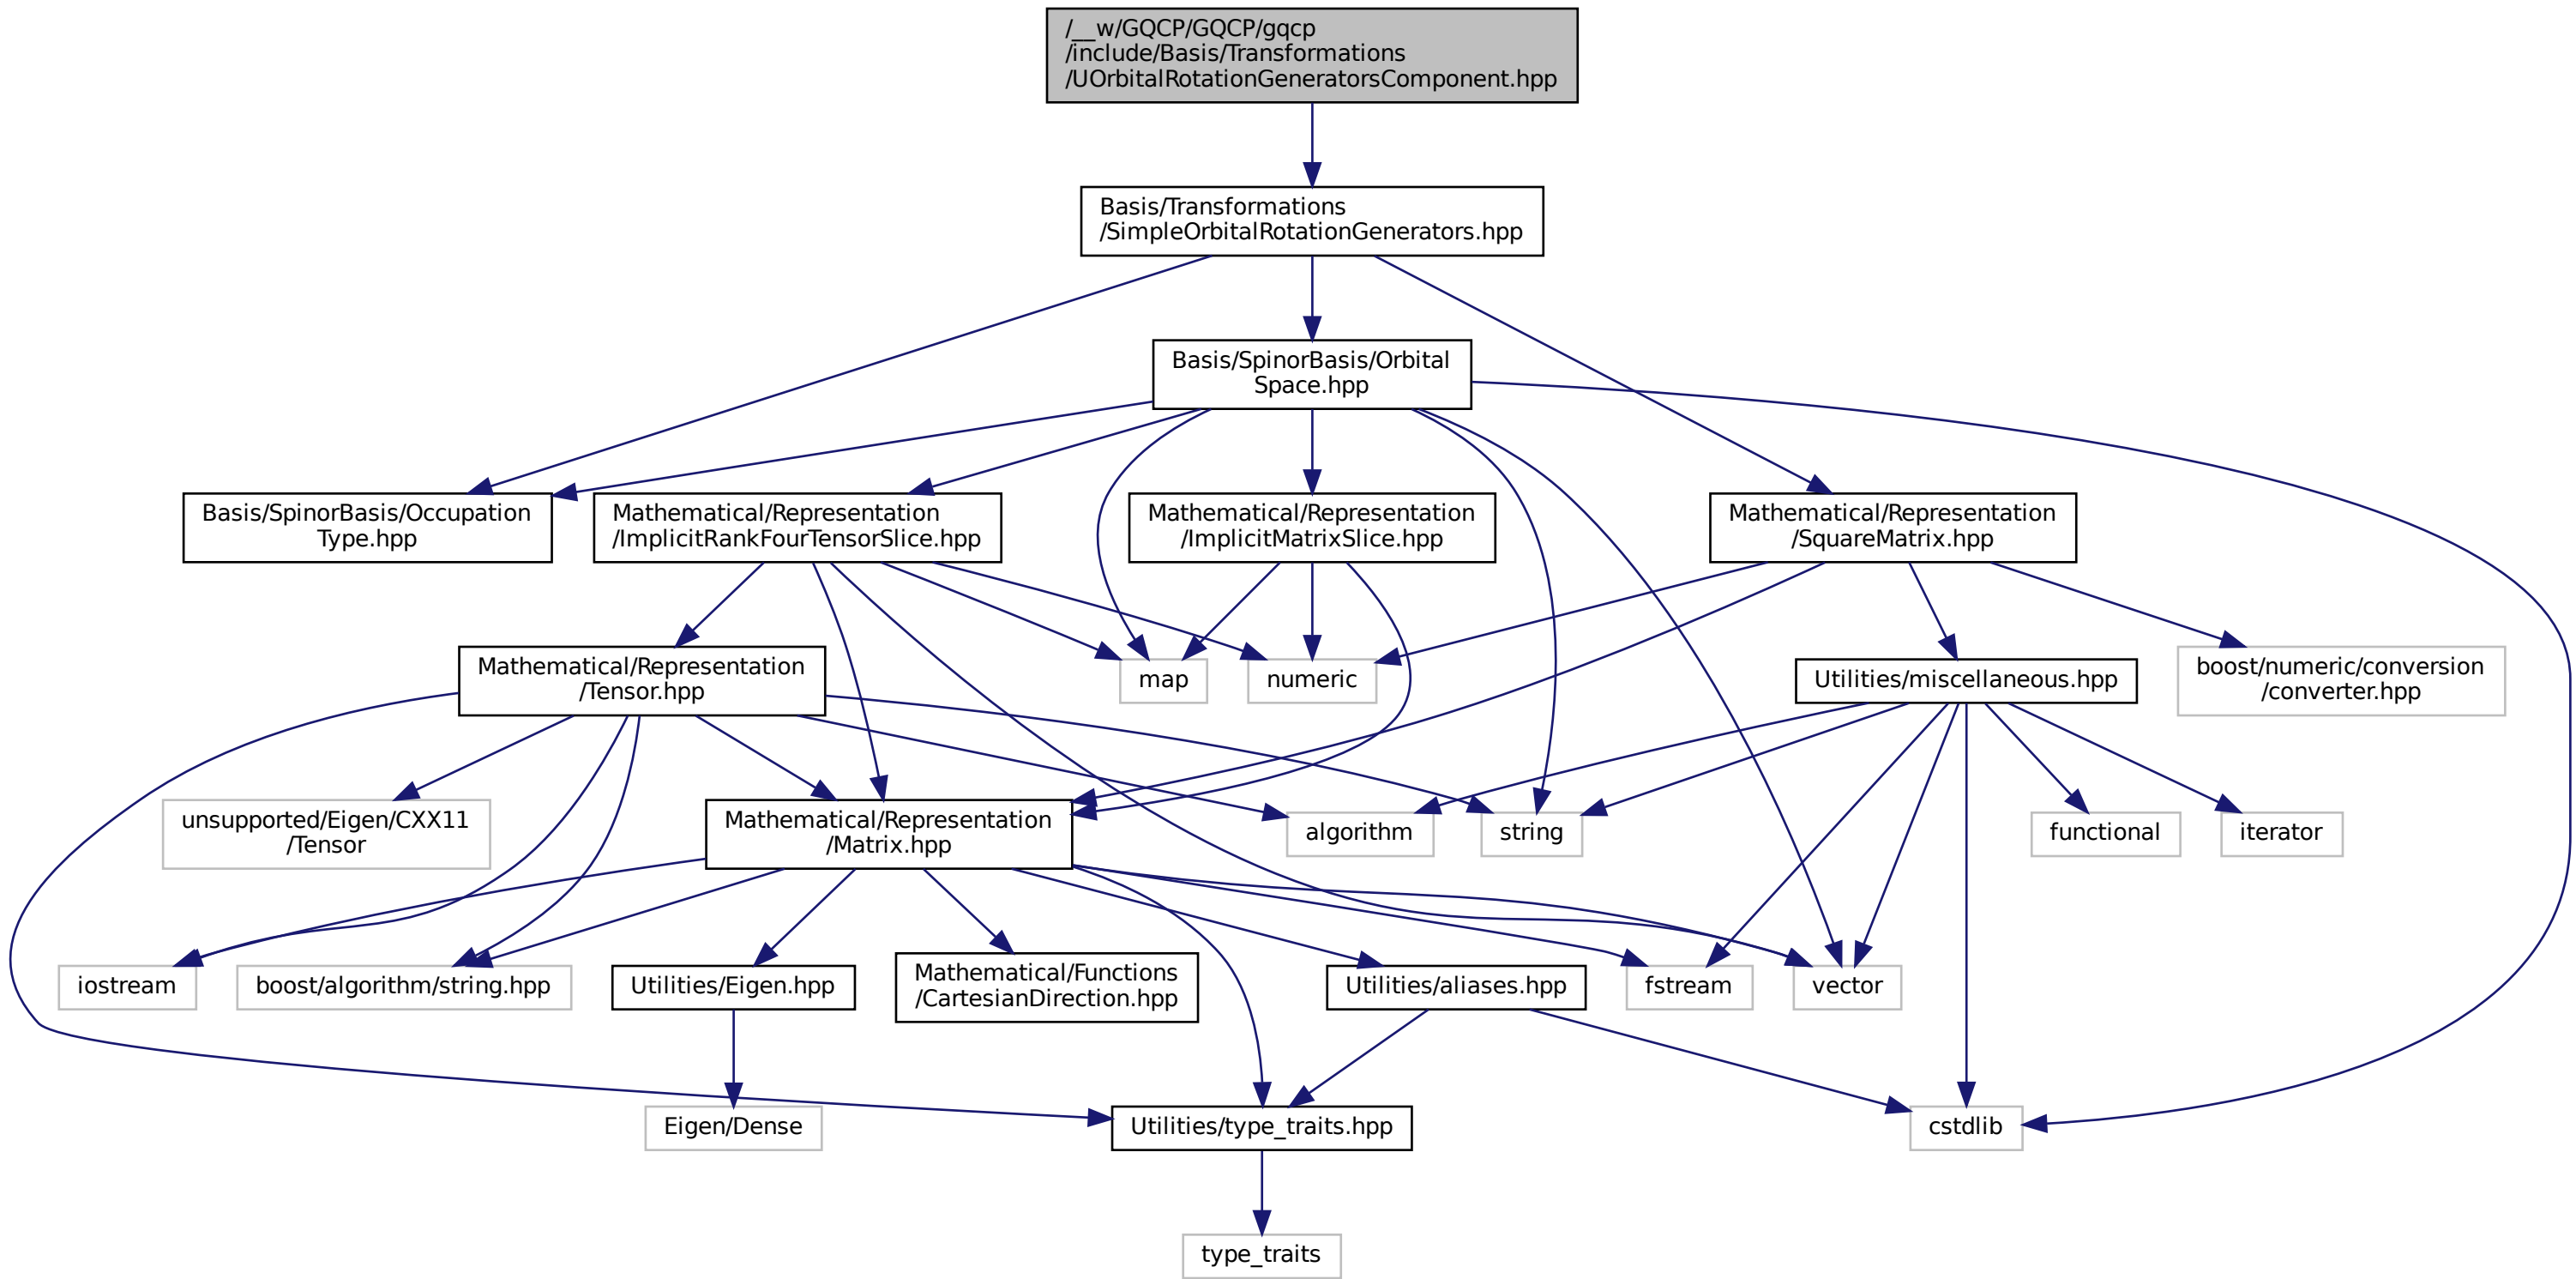 /__w/GQCP/GQCP/gqcp
/include/Basis/Transformations
/UOrbitalRotationGeneratorsComponent.hpp
Basis/Transformations
/SimpleOrbitalRotationGenerators.hpp
Basis/SpinorBasis/Orbital
Space.hpp
Basis/SpinorBasis/Occupation
Type.hpp
Mathematical/Representation
/ImplicitRankFourTensorSlice.hpp
Mathematical/Representation
/ImplicitMatrixSlice.hpp
Mathematical/Representation
/SquareMatrix.hpp
Mathematical/Representation
/Tensor.hpp
map
numeric
Utilities/miscellaneous.hpp
boost/numeric/conversion
/converter.hpp
unsupported/Eigen/CXX11
/Tensor
Mathematical/Representation
/Matrix.hpp
algorithm
string
functional
iterator
iostream
boost/algorithm/string.hpp
Utilities/Eigen.hpp
Mathematical/Functions
/CartesianDirection.hpp
Utilities/aliases.hpp
fstream
vector
Eigen/Dense
Utilities/type_traits.hpp
cstdlib
type_traits